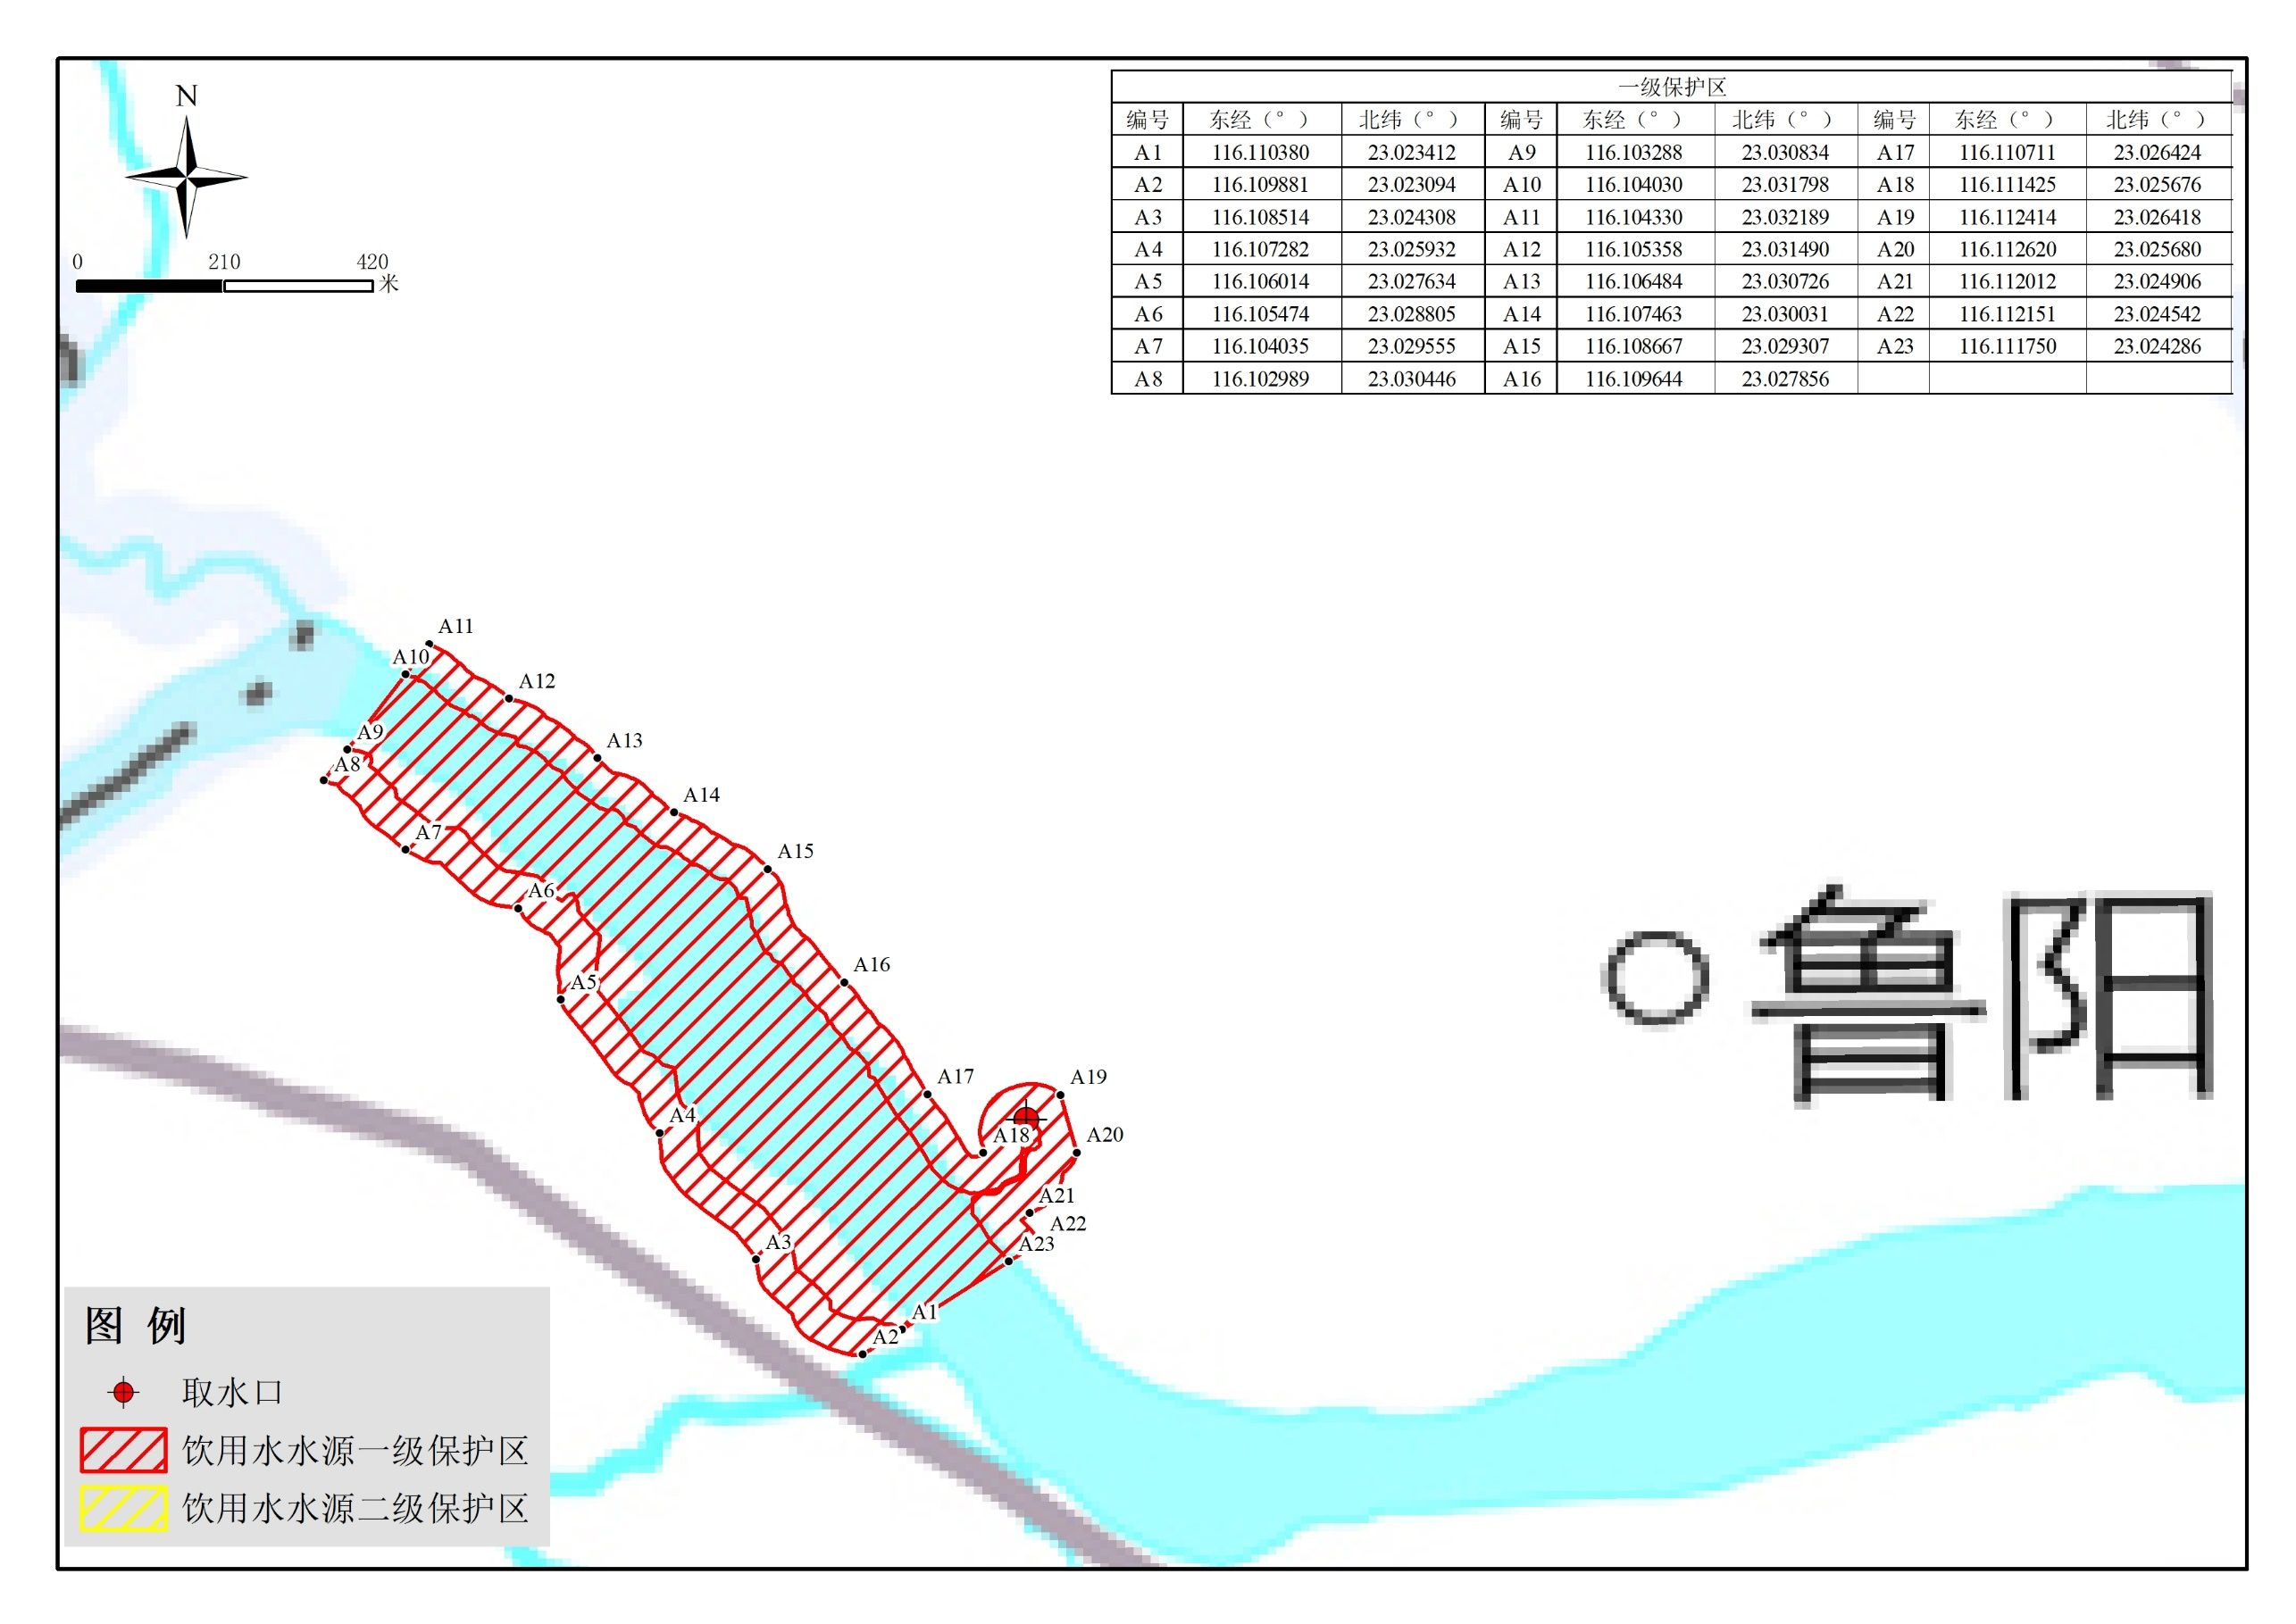 N
0 210 420
米
一级保护区
编号 东经（°） 北纬（°） 编号 东经（°） 北纬（°） 编号 东经（°） 北纬（°）
A1 116.110380 23.023412 A9 116.103288 23.030834 A17 116.110711 23.026424
A2 116.109881 23.023094 A10 116.104030 23.031798 A18 116.111425 23.025676
A3 116.108514 23.024308 A11 116.104330 23.032189 A19 116.112414 23.026418
A4 116.107282 23.025932 A12 116.105358 23.031490 A20 116.112620 23.025680
A5 116.106014 23.027634 A13 116.106484 23.030726 A21 116.112012 23.024906
A6 116.105474 23.028805 A14 116.107463 23.030031 A22 116.112151 23.024542
A7 116.104035 23.029555 A15 116.108667 23.029307 A23 116.111750 23.024286
A8 116.102989 23.030446 A16 116.109644 23.027856
A11
A10
A12
A9
A13
A8
A14
A7
A15
A6
A16
A5
鲁阳
A17
A19
A4
A18
A20
A21
A22
A3
A23
A1
A2
图 例
取水口
饮用水水源一级保护区
饮用水水源二级保护区